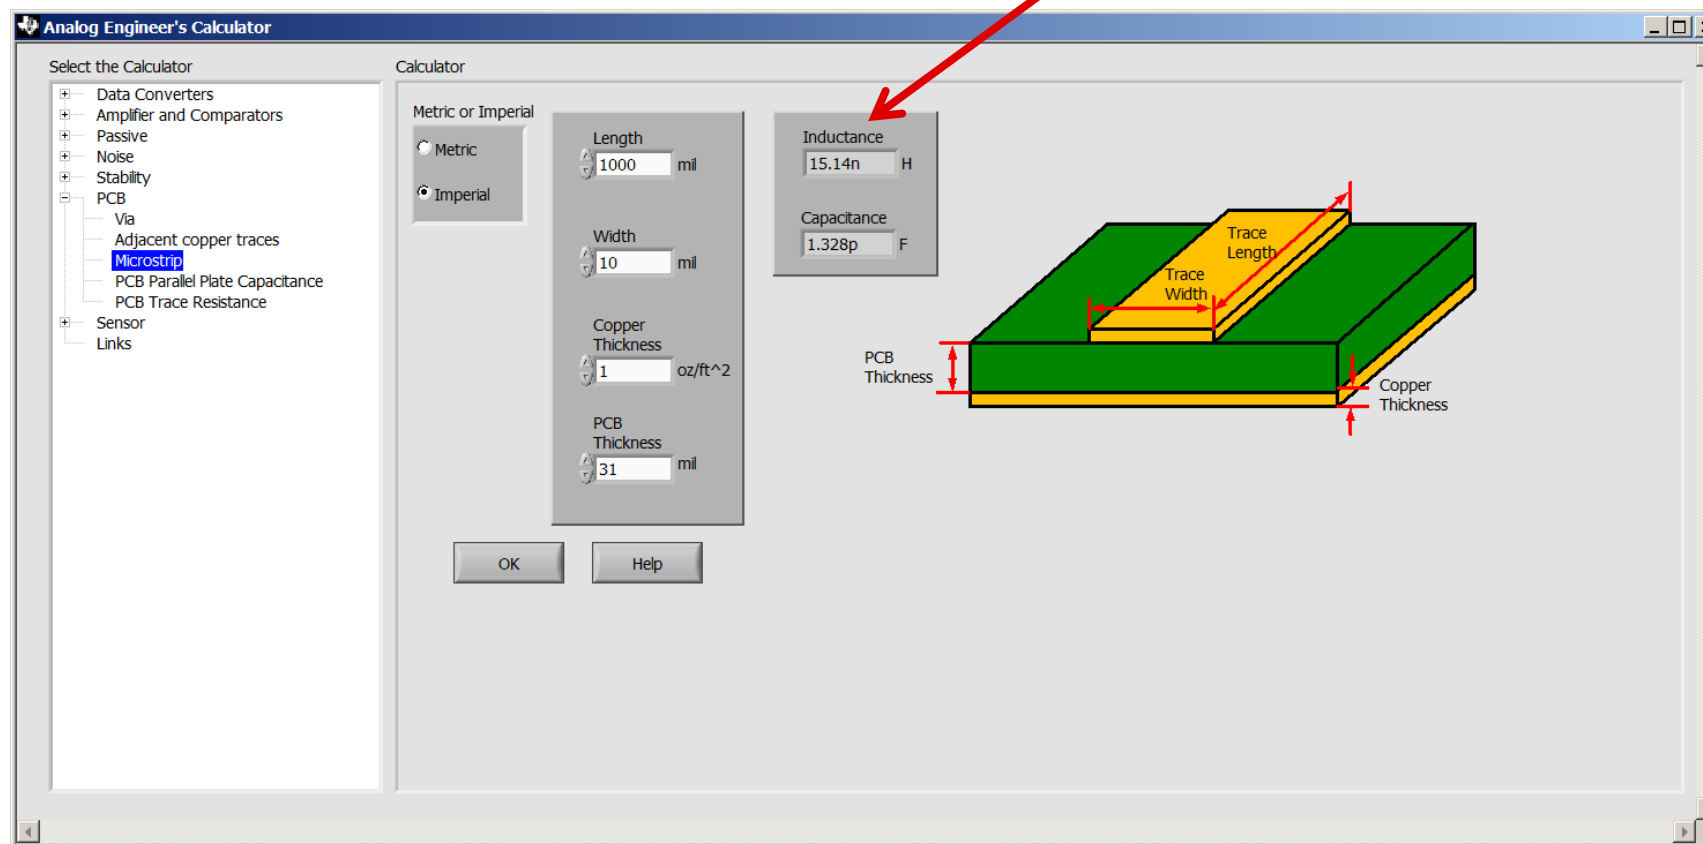 Analog Engineer's Calculator
Select the Calculator
Data Converters
Amplifier and Comparators
Passive
Noise
Stability
PCB
Via
Adjacent copper traces
Microstrip
PCB Parallel Plate Capacitance
PCB Trace Resistance
Sensor
Links
Calculator
Metric or Imperial
Metric
Imperial
Length
1000 mil
Width
10 mil
Copper
Thickness
1 oz/ft^2
PCB
Thickness
31 mil
OK
Help
Inductance
15.14n H
Capacitance
1.328p F
Trace
Length
Trace
Width
PCB
Thickness
Copper
Thickness